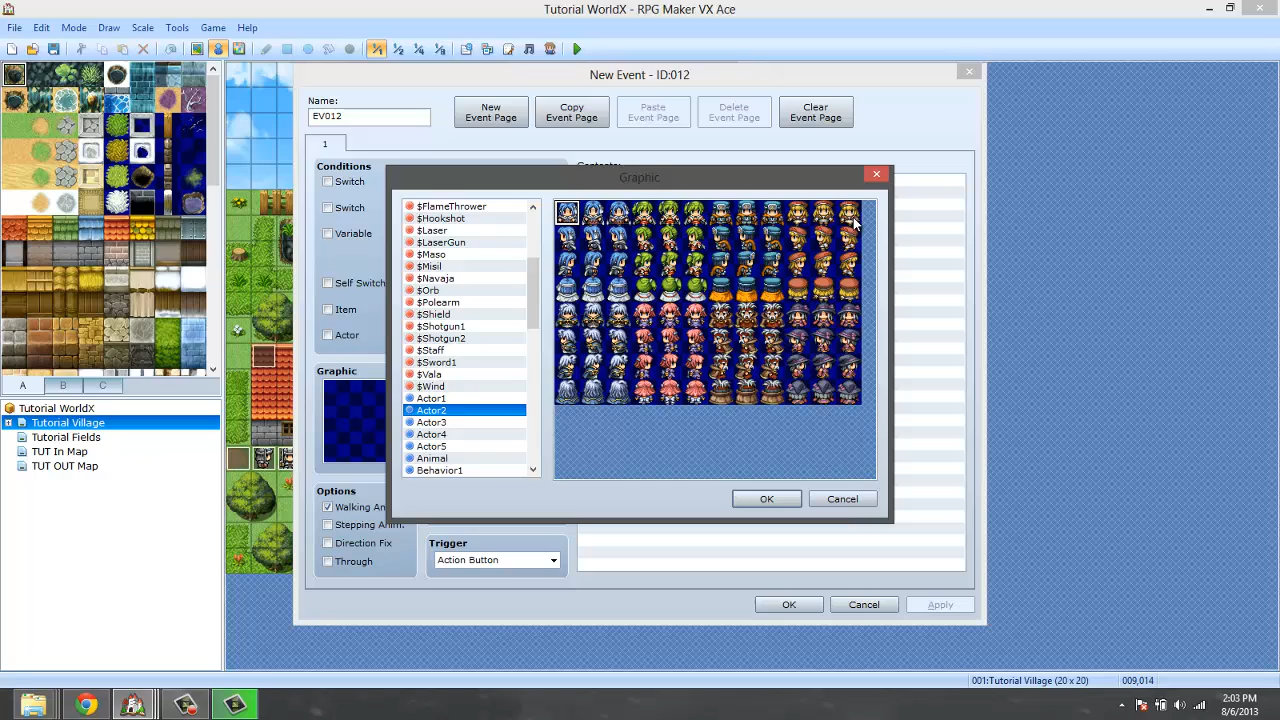 Tutorial WorldX - RPG Maker VX Ace
File Edit Mode Draw Scale Tools Game Help
New Event - ID:012
Name:
EV012
New
Event Page
Copy
Event Page
Paste
Event Page
Delete
Event Page
Clear
Event Page
1
Conditions
Switch
Switch
Variable
Self Switch
Item
Actor
Graphic
Options
Stepping Anim.
Direction Fix
Through
Trigger
Action Button
OK
Cancel
Apply
Graphic
$FlameThrower
$Hookshot
$Laser
$LaserGun
$Maso
$Misil
$Navaja
$Orb
$Polearm
$Shield
$Shotgun1
$Shotgun2
$Staff
$Sword1
$Vala
$Wind
Actor1
Actor2
Actor3
Actor4
Actor5
Animal
Behavior1
OK
Cancel
A B C
Tutorial WorldX
Tutorial Village
Tutorial Fields
TUT In Map
TUT OUT Map
001:Tutorial Village (20 x 20) 009,014
2:03 PM
8/6/2013